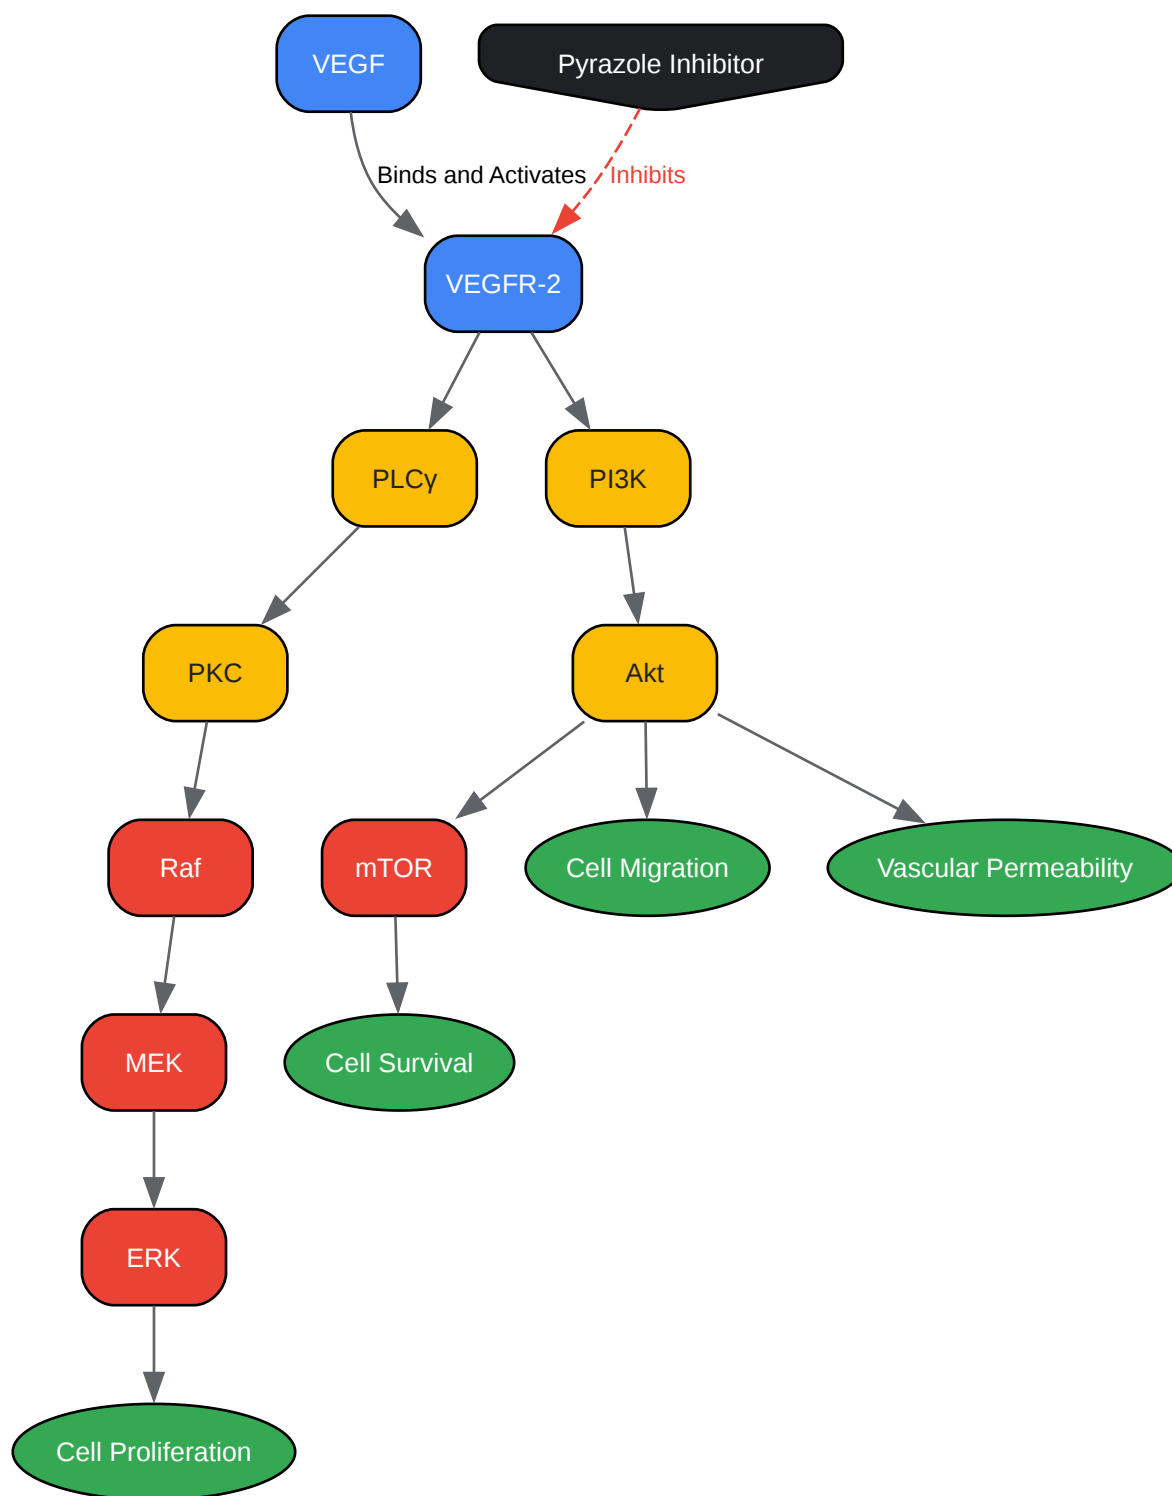 VEGF
Pyrazole Inhibitor
Binds and Activates
Inhibits
VEGFR-2
PLCγ
PI3K
PKC
Akt
Raf
mTOR
Cell Migration
Vascular Permeability
MEK
Cell Survival
ERK
Cell Proliferation